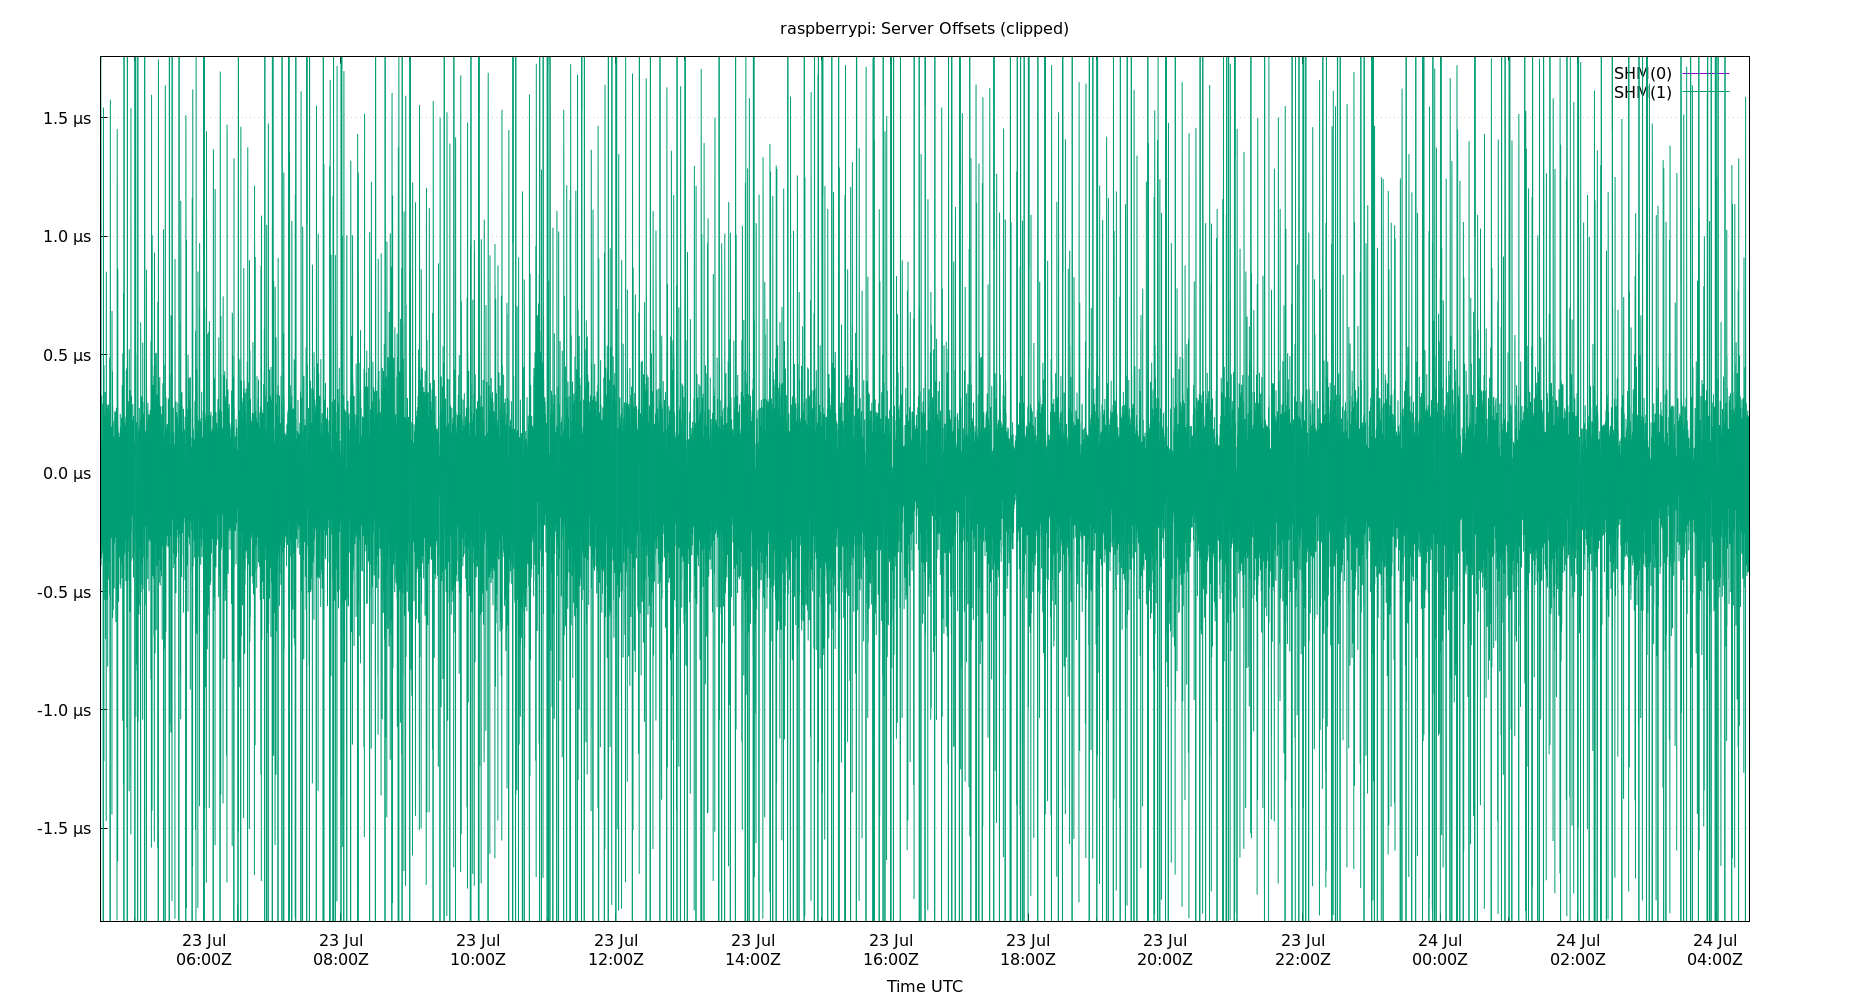 raspberrypi: Server Offsets (clipped)
SHM(0)
SHM(1)
1.5 µs
1.0 µs
0.5 µs
0.0 µs
-0.5 µs
-1.0 µs
-1.5 µs
23 Jul 23 Jul 23 Jul 23 Jul 23 Jul 23 Jul 23 Jul 23 Jul 23 Jul 24 Jul 24 Jul 24 Jul
06:00Z 08:00Z 10:00Z 12:00Z 14:00Z 16:00Z 18:00Z 20:00Z 22:00Z 00:00Z 02:00Z 04:00Z
Time UTC